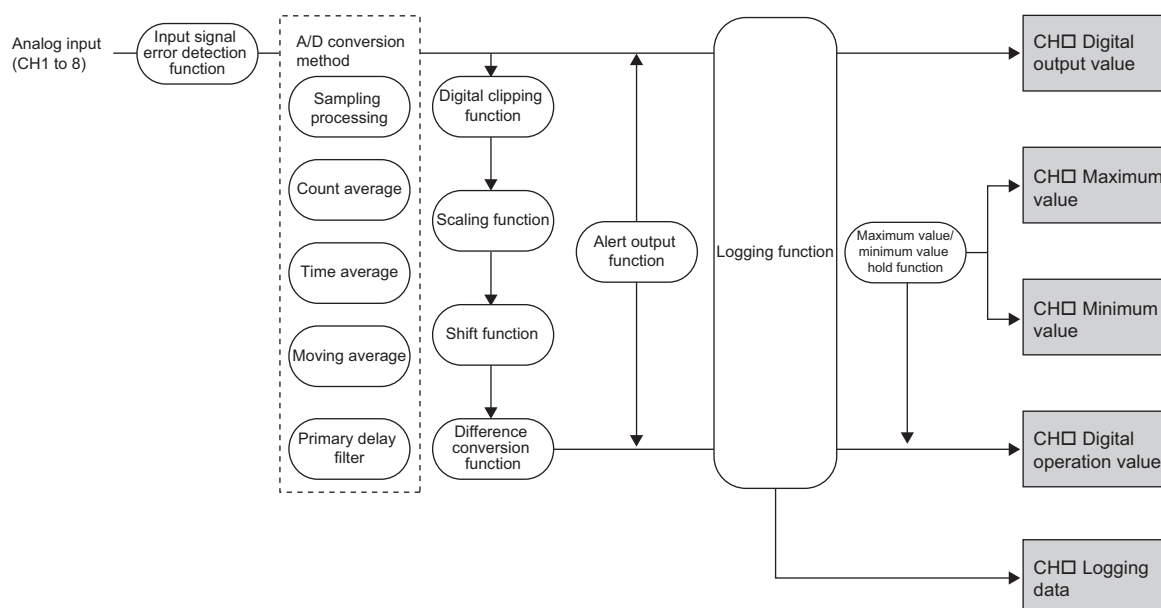 Analog input
(CH1 to 8)
Input signal
error detection
function
A/D conversion
method
Sampling
processing
Count average
Time average
Moving average
Primary delay
filter
Digital clipping
function
Scaling function
Shift function
Difference
conversion
function
Alert output
function
Logging function
Maximum value/
minimum value
hold function
CH□ Digital
output value
CH□ Maximum
value
CH□ Minimum
value
CH□ Digital
operation value
CH□ Logging
data